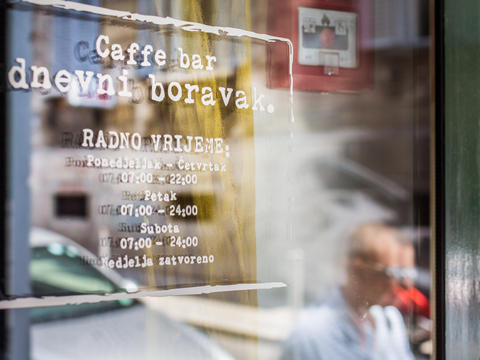 Caffe bar
dnevni boravak.
RADNO VRIJEME:
Ponedjeljak - Četvrtak
07:00 - 22:00
Petak
07:00 - 24:00
Subota
07:00 - 24:00
Nedjelja zatvoreno